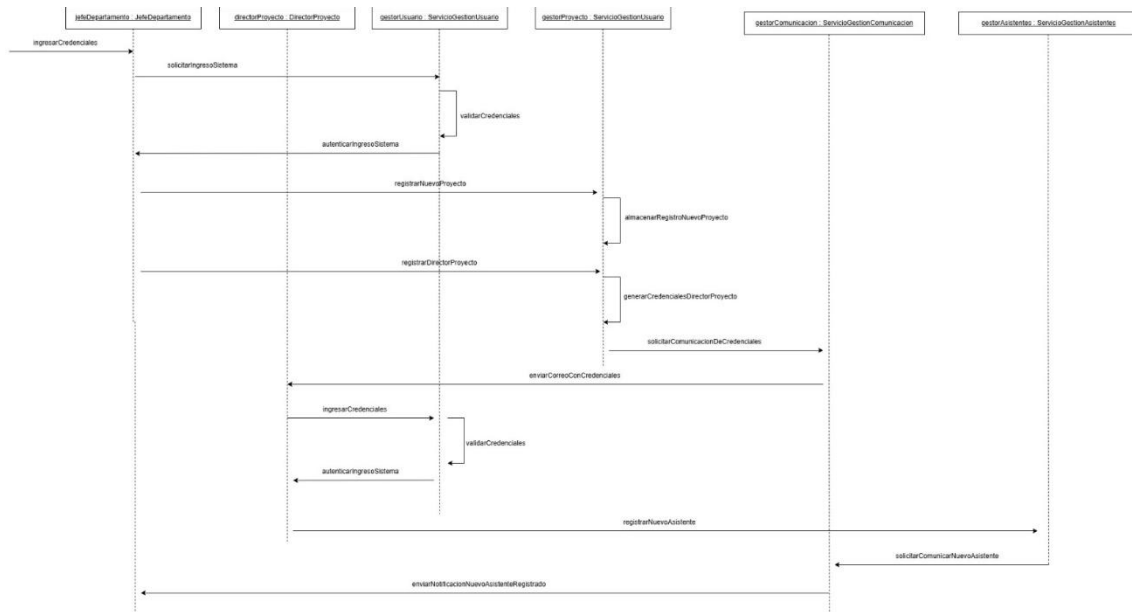 jefeDepartamento : JefeDepartamento
directorProyecto : DirectorProyecto
gestorUsuario : ServicioGestionUsuario
gestorProyecto : ServicioGestionUsuario
gestorComunicacion : ServicioGestionComunicacion
gestorAsistentes : ServicioGestionAsistentes
ingresarCredenciales
solicitarIngresoSistema
validarCredenciales
autenticarIngresoSistema
registrarNuevoProyecto
almacenarRegistroNuevoProyecto
registrarDirectorProyecto
generarCredencialesDirectorProyecto
solicitarComunicacionDeCredenciales
enviarCorreoConCredenciales
ingresarCredenciales
validarCredenciales
autenticarIngresoSistema
registrarNuevoAsistente
solicitarComunicarNuevoAsistente
enviarNotificacionNuevoAsistenteRegistrado